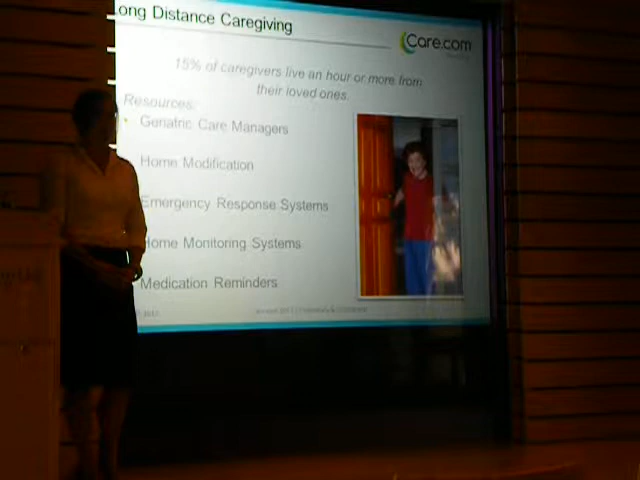 ong Distance Caregiving
Care.com
15% of caregivers live an hour or more from
their loved ones.
Resources:
• Geriatric Care Managers
Home Modification
Emergency Response Systems
Home Monitoring Systems
Medication Reminders